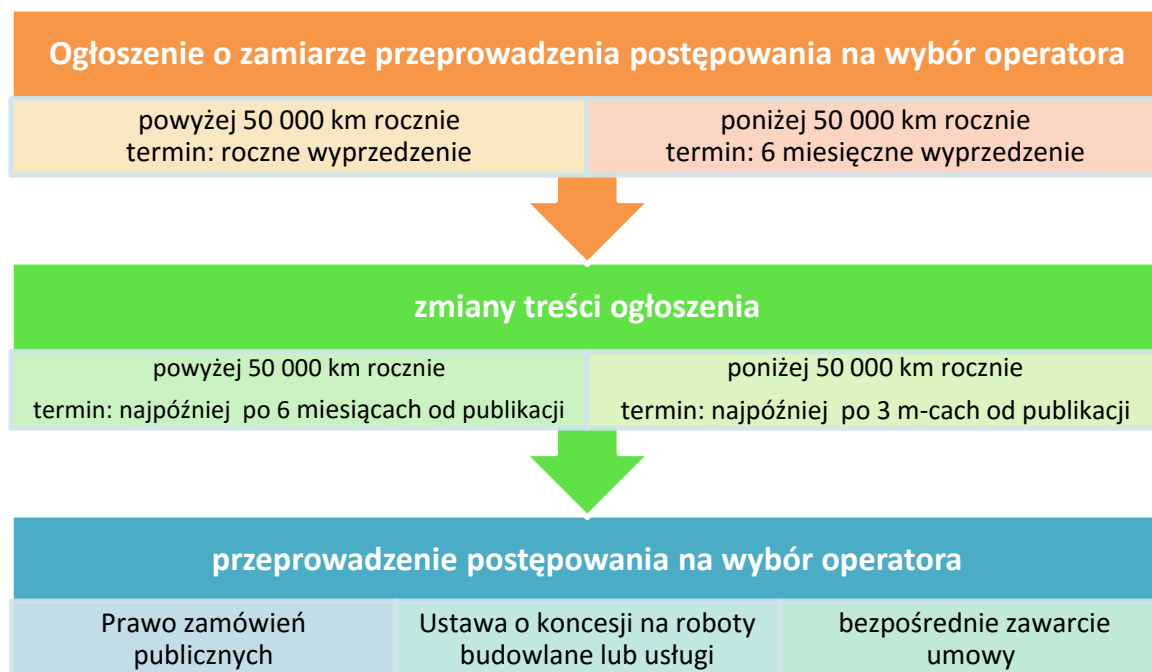 Ogłoszenie o zamiarze przeprowadzenia postępowania na wybór operatora
powyżej 50 000 km rocznie
termin: roczne wyprzedzenie
poniżej 50 000 km rocznie
termin: 6 miesięczne wyprzedzenie
zmiany treści ogłoszenia
powyżej 50 000 km rocznie
termin: najpóźniej po 6 miesiącach od publikacji
poniżej 50 000 km rocznie
termin: najpóźniej po 3 m-cach od publikacji
przeprowadzenie postępowania na wybór operatora
Prawo zamówień
publicznych
Ustawa o koncesji na roboty
budowlane lub usługi
bezpośrednie zawarcie
umowy